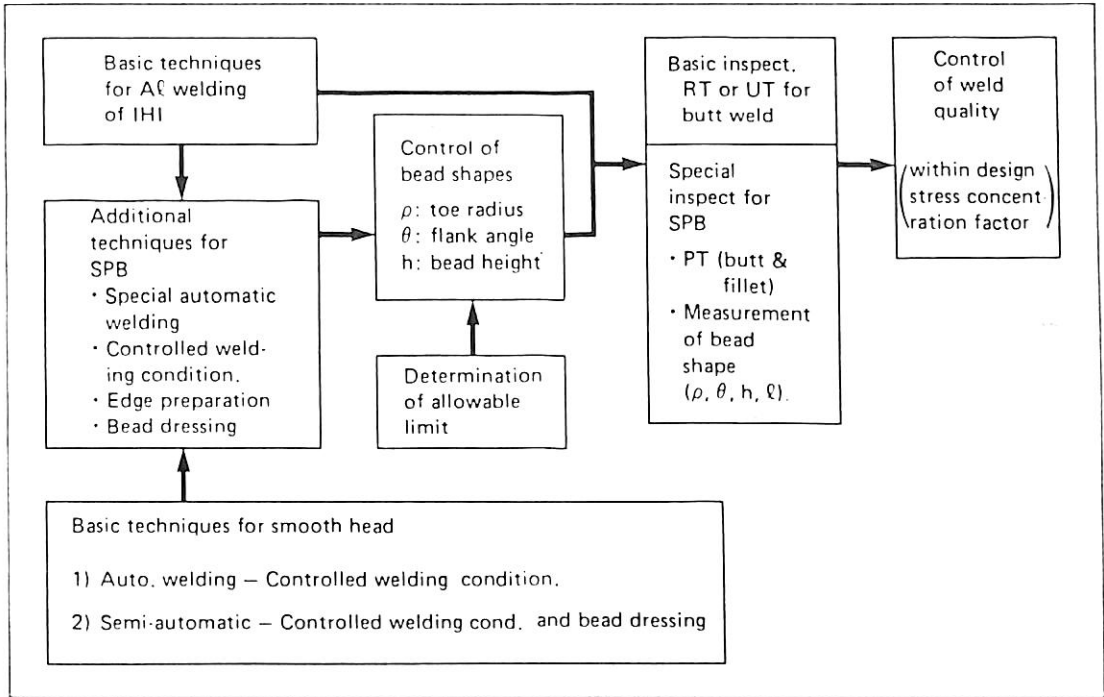 Basic techniques
for Aℓ welding
of IHI
Additional
techniques for
SPB
· Special automatic
welding
· Controlled weld-
ing condition.
· Edge preparation
· Bead dressing
Basic techniques for smooth head
1) Auto. welding – Controlled welding condition.
2) Semi-automatic – Controlled welding cond. and bead dressing
Control of
bead shapes
ρ: toe radius
θ: flank angle
h: bead height
Determination
of allowable
limit
Basic inspect.
RT or UT for
butt weld
Special
inspect for
SPB
· PT (butt &
fillet)
· Measurement
of bead
shape
(ρ, θ, h, ℓ).
Control
of weld
quality
(within design
stress concent-
ration factor)